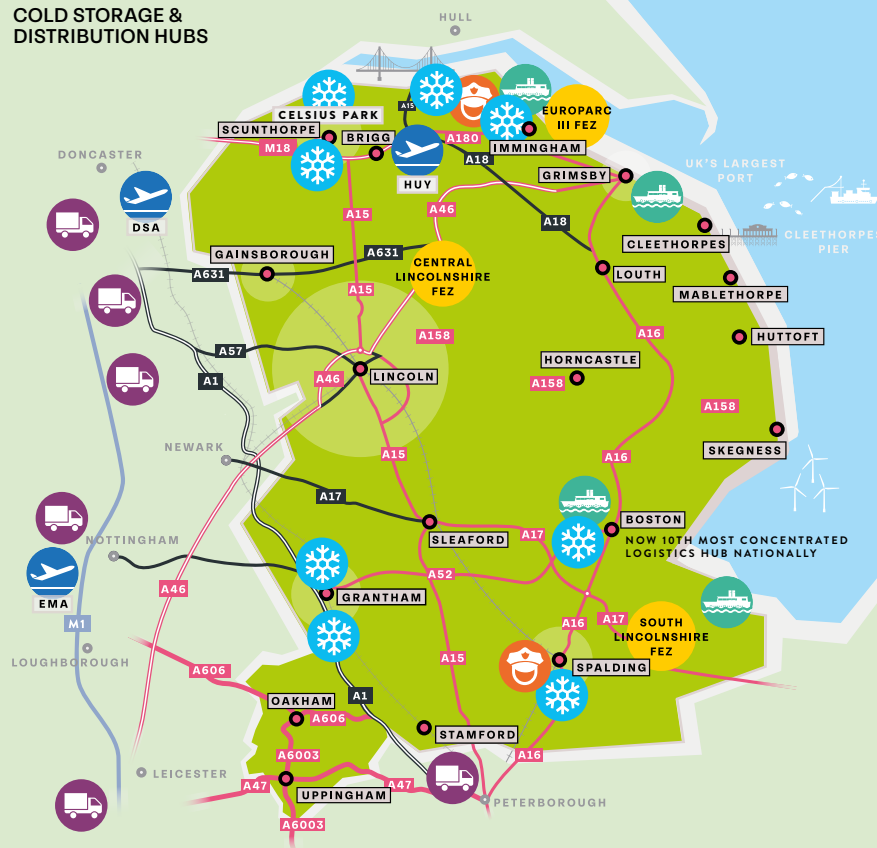 COLD STORAGE &
DISTRIBUTION HUBS
HULL
A15
CELSIUS PARK
EUROPARC
III FEZ
SCUNTHORPE
BRIGG
A180
M18
IMMINGHAM
A18
DONCASTER
HUY
GRIMSBY
UK'S LARGEST
PORT
DSA
A15
A46
A18
CLEETHORPES
CLEETHORPES
PIER
GAINSBOROUGH
A631
A631
CENTRAL
LINCOLNSHIRE
FEZ
LOUTH
A15
MABLETHORPE
A158
A16
HUTTOFT
A57
HORNCASTLE
A1
A46
LINCOLN
A158
A158
NEWARK
A15
A16
SKEGNESS
A17
BOSTON
SLEAFORD
A17
NOW 10TH MOST CONCENTRATED
LOGISTICS HUB NATIONALLY
NOTTINGHAM
A52
EMA
A46
GRANTHAM
M1
A16
A17
SOUTH
LINCOLNSHIRE
FEZ
LOUGHBOROUGH
A606
A15
SPALDING
A1
OAKHAM
A606
STAMFORD
A6003
A16
LEICESTER
A47
A47
UPPINGHAM
PETERBOROUGH
A6003